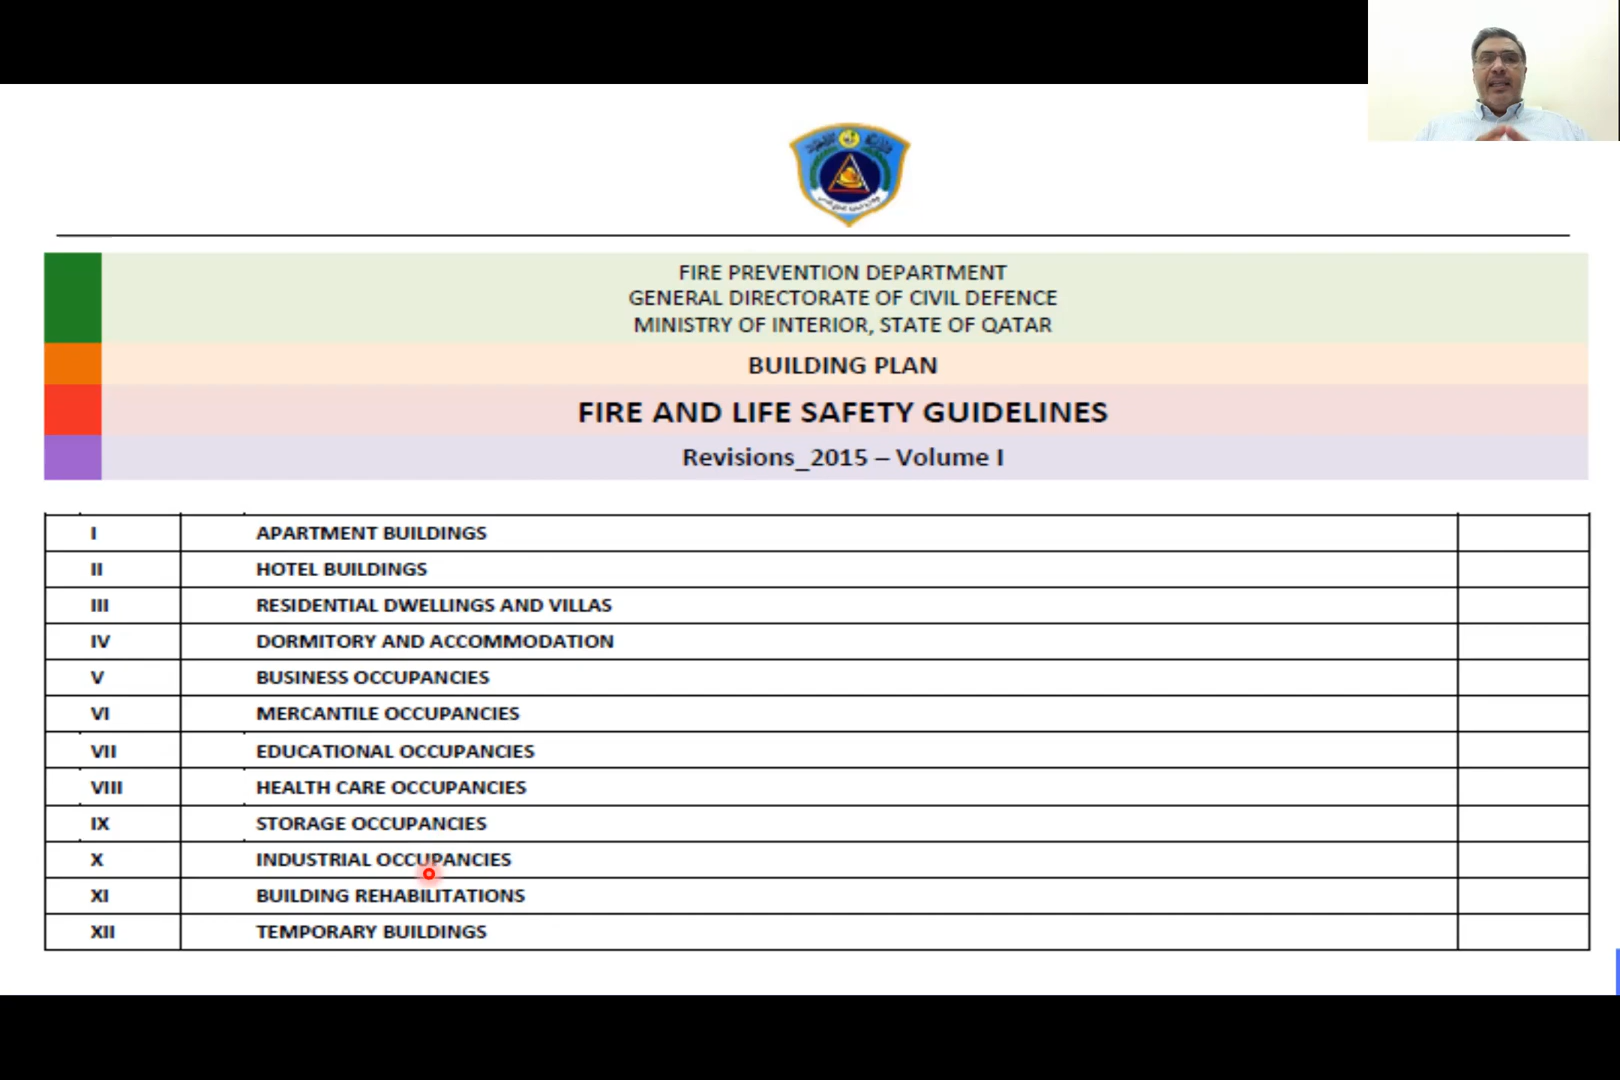 FIRE PREVENTION DEPARTMENT
GENERAL DIRECTORATE OF CIVIL DEFENCE
MINISTRY OF INTERIOR, STATE OF QATAR
BUILDING PLAN
FIRE AND LIFE SAFETY GUIDELINES
Revisions_2015 – Volume I
I APARTMENT BUILDINGS
II HOTEL BUILDINGS
III RESIDENTIAL DWELLINGS AND VILLAS
IV DORMITORY AND ACCOMMODATION
V BUSINESS OCCUPANCIES
VI MERCANTILE OCCUPANCIES
VII EDUCATIONAL OCCUPANCIES
VIII HEALTH CARE OCCUPANCIES
IX STORAGE OCCUPANCIES
X INDUSTRIAL OCCUPANCIES
XI BUILDING REHABILITATIONS
XII TEMPORARY BUILDINGS